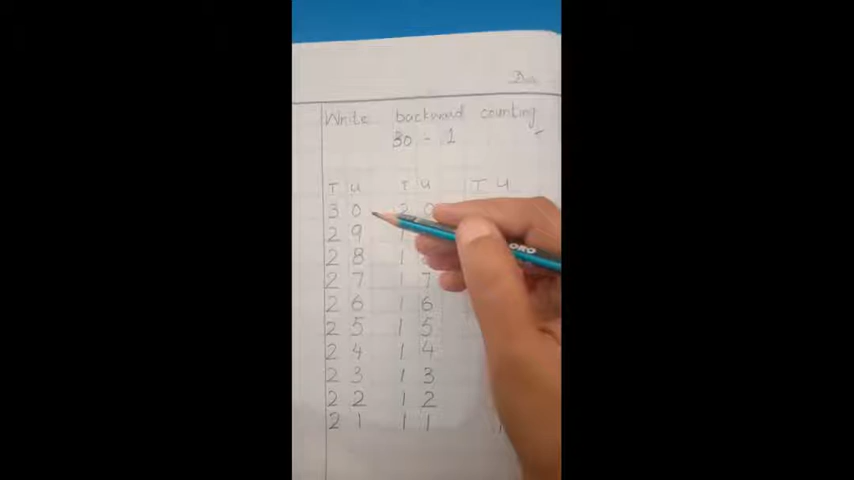 Write backward counting
30 - 1
T U T U T U
3 0 2 0
2 9 1
2 8 1
2 7 1 7
2 6 1 6
2 5 1 5
2 4 1 4
2 3 1 3
2 2 1 2
2 1 1 1 1
ORO